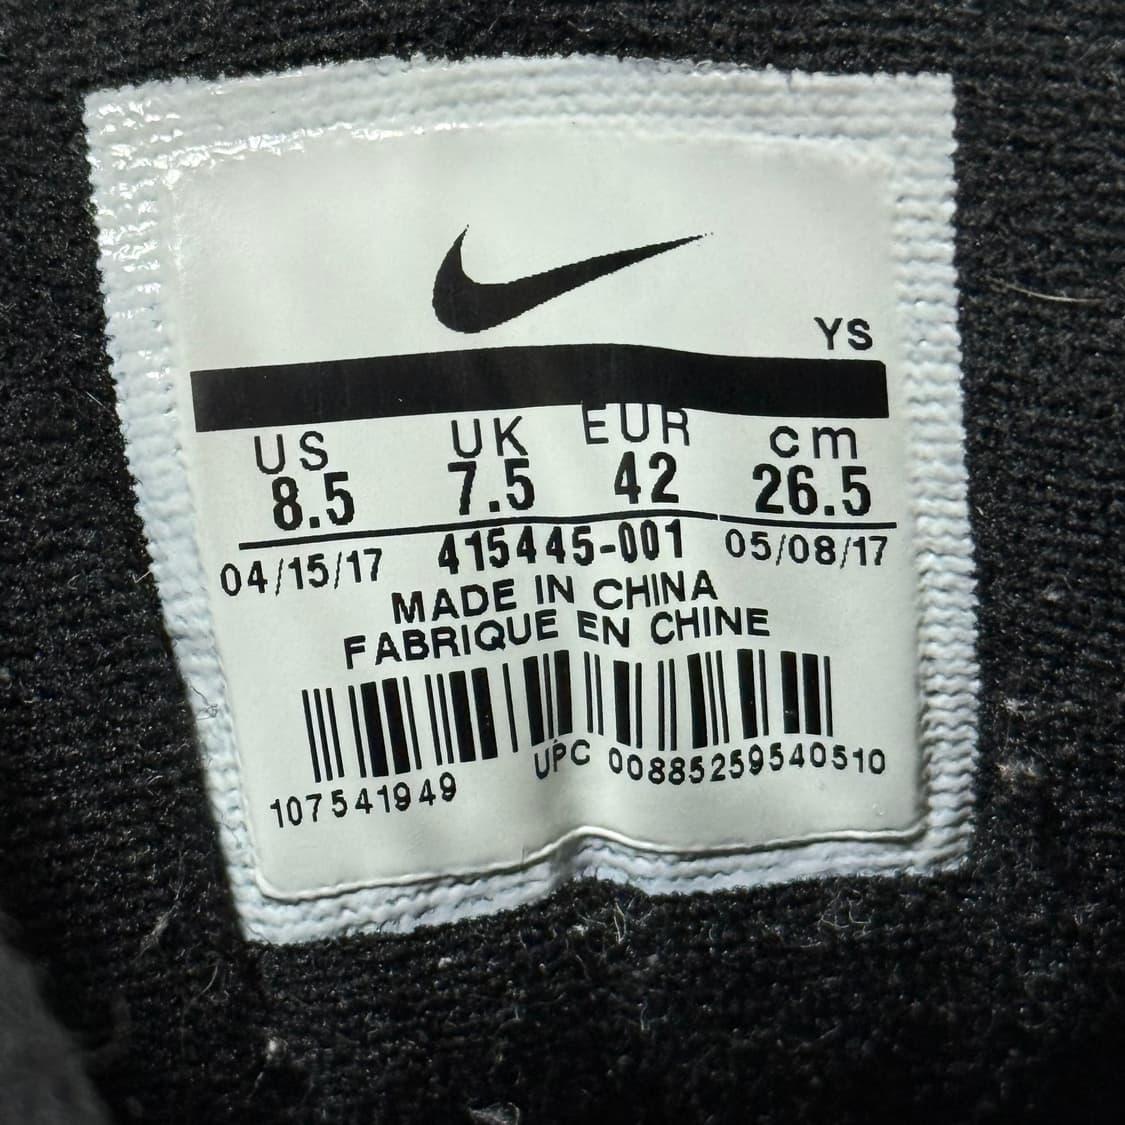 YS
US UK EUR cm
8.5 7.5 42 26.5
04/15/17 415445-001 05/08/17
MADE IN CHINA
FABRIQUE EN CHINE
107541949 UPC 00885259540510